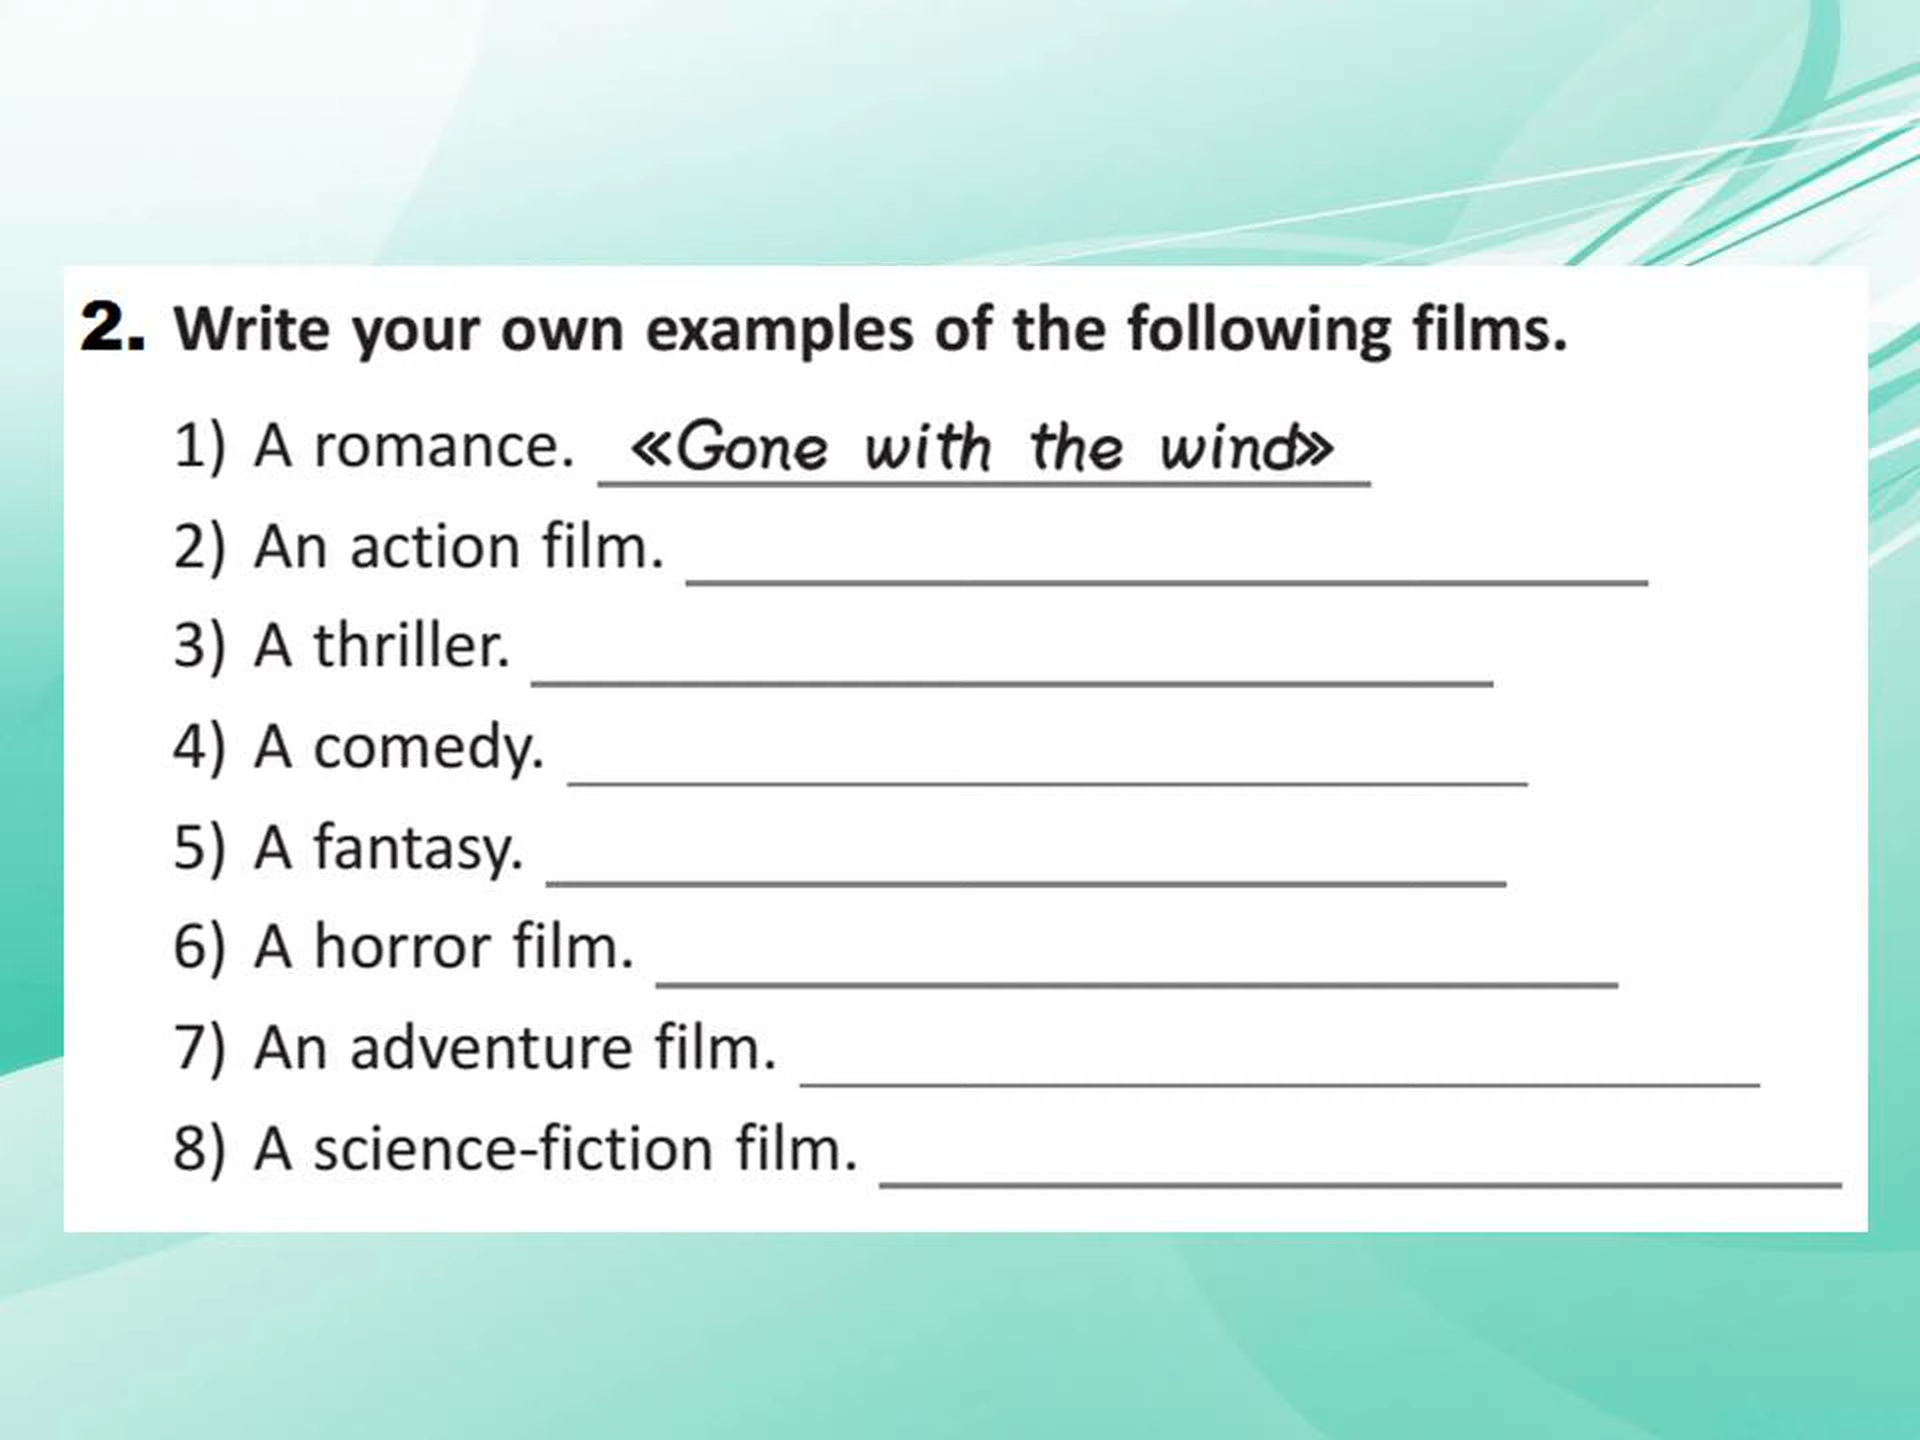 2. Write your own examples of the following films.
1) A romance. «Gone with the wind»
2) An action film.
3) A thriller.
4) A comedy.
5) A fantasy.
6) A horror film.
7) An adventure film.
8) A science-fiction film.